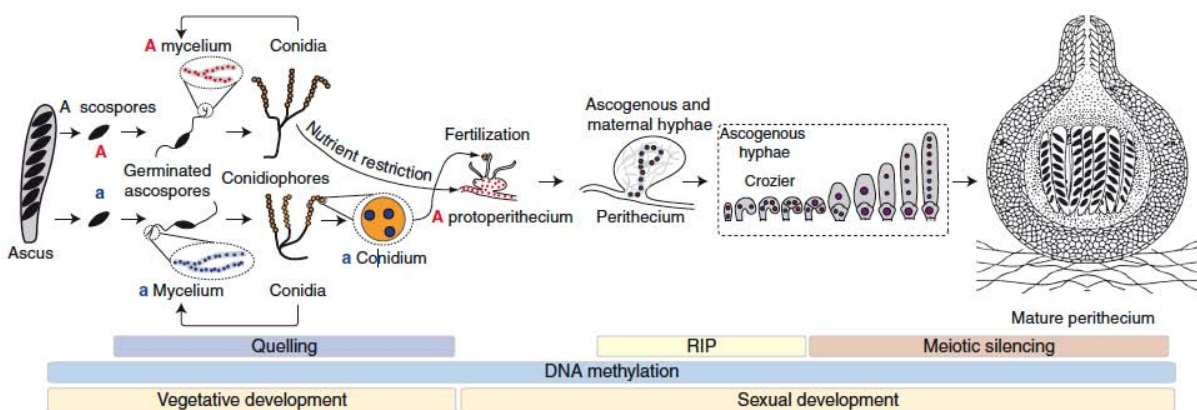 A mycelium
Conidia
A scospores
A
a
Germinated
ascospores
Conidiophores
Nutrient restriction
Fertilization
A protoperithecium
Ascus
a Mycelium
Conidia
a Conidium
Ascogenous and
maternal hyphae
Perithecium
Ascogenous
hyphae
Crozier
Mature perithecium
Quelling
RIP
Meiotic silencing
DNA methylation
Vegetative development
Sexual development